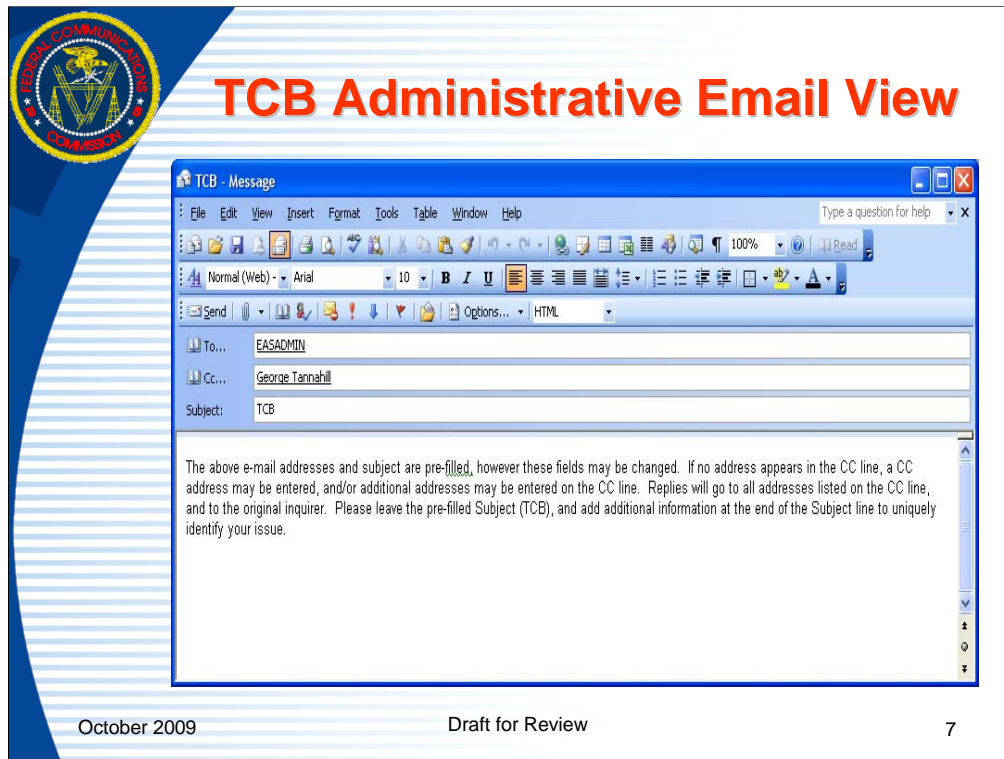 FEDERAL COMMUNICATIONS COMMISSION
TCB Administrative Email View
TCB - Message
File Edit View Insert Format Tools Table Window Help
Type a question for help
100% Read
Normal (Web) - Arial 10 B I U A
Send Options... HTML
To... EASADMIN
Cc... George Tannahill
Subject: TCB
The above e-mail addresses and subject are pre-filled, however these fields may be changed. If no address appears in the CC line, a CC
address may be entered, and/or additional addresses may be entered on the CC line. Replies will go to all addresses listed on the CC line,
and to the original inquirer. Please leave the pre-filled Subject (TCB), and add additional information at the end of the Subject line to uniquely
identify your issue.
October 2009 Draft for Review 7